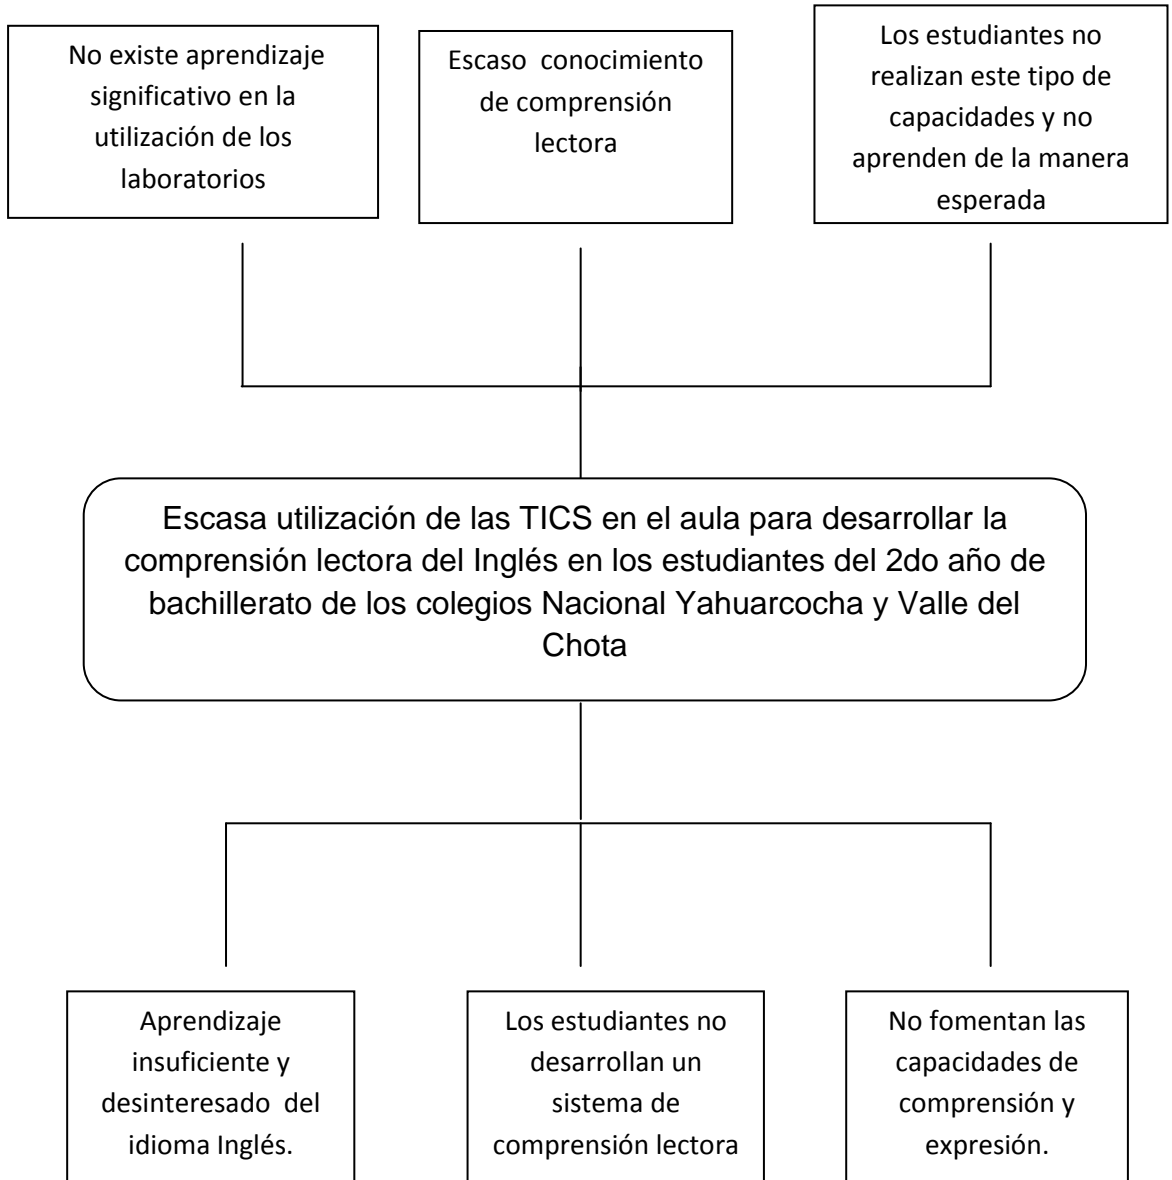 No existe aprendizaje
significativo en la
utilización de los
laboratorios
Escaso conocimiento
de comprensión
lectora
Los estudiantes no
realizan este tipo de
capacidades y no
aprenden de la manera
esperada
Escasa utilización de las TICS en el aula para desarrollar la
comprensión lectora del Inglés en los estudiantes del 2do año de
bachillerato de los colegios Nacional Yahuarcocha y Valle del
Chota
Aprendizaje
insuficiente y
desinteresado del
idioma Inglés.
Los estudiantes no
desarrollan un
sistema de
comprensión lectora
No fomentan las
capacidades de
comprensión y
expresión.